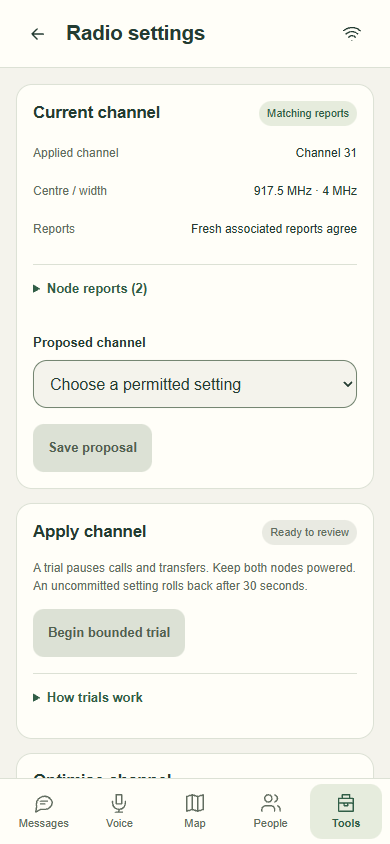 Radio settings
Current channel
Matching reports
Applied channel
Channel 31
Centre / width
917.5 MHz · 4 MHz
Reports
Fresh associated reports agree
Node reports (2)
Proposed channel
Choose a permitted setting
Save proposal
Apply channel
Ready to review
A trial pauses calls and transfers. Keep both nodes powered.
An uncommitted setting rolls back after 30 seconds.
Begin bounded trial
How trials work
Optimise channel
Messages
Voice
Map
People
Tools